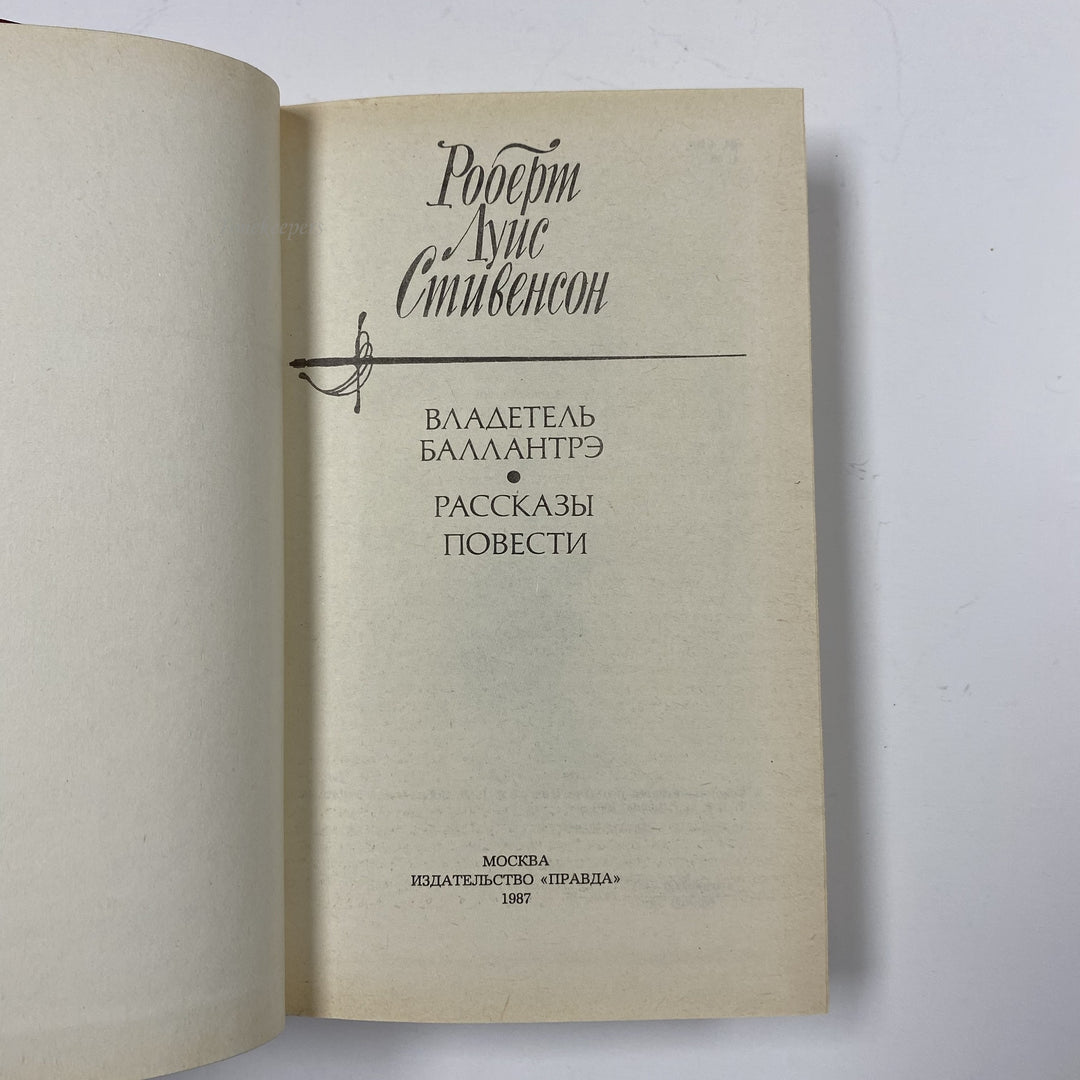 Роберт
Луис
Стивенсон
ВЛАДЕТЕЛЬ
БАЛЛАНТРЭ
РАССКАЗЫ
ПОВЕСТИ
МОСКВА
ИЗДАТЕЛЬСТВО «ПРАВДА»
1987